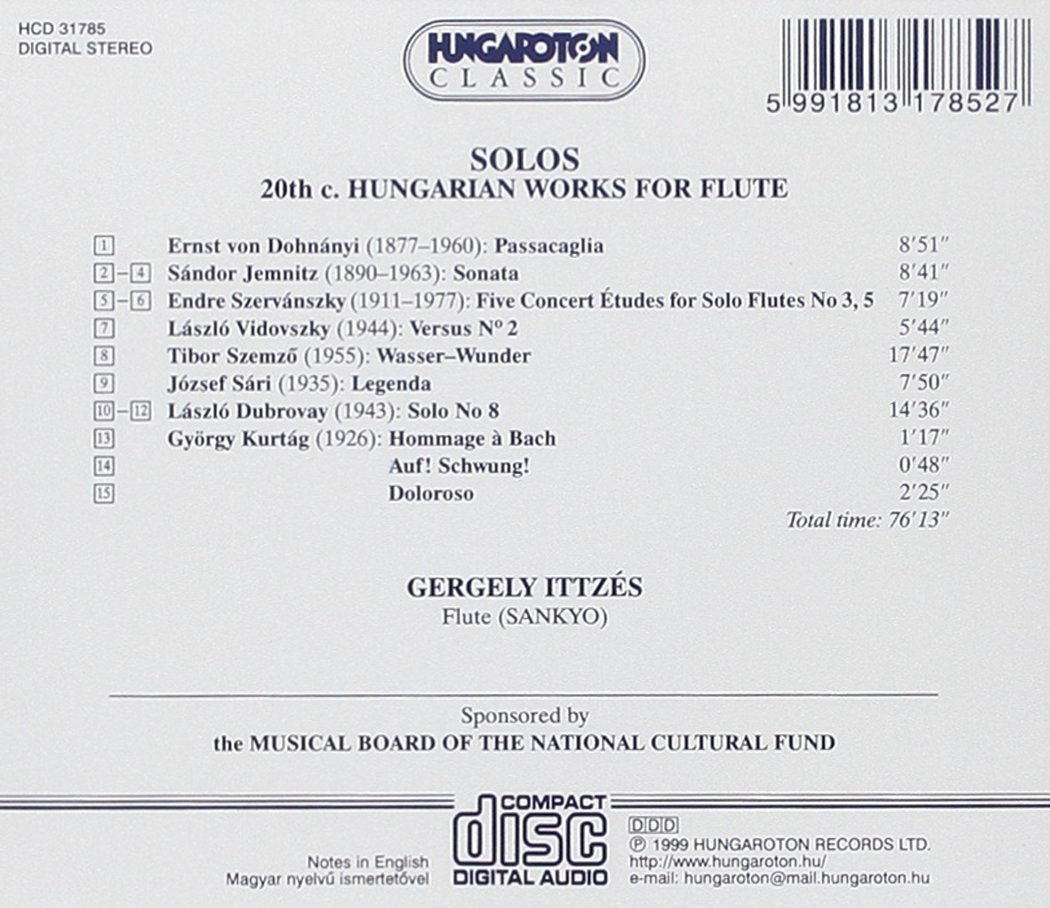 HCD 31785
DIGITAL STEREO
HUNGAROTON
CLASSIC
5 991813 178527
SOLOS
20th c. HUNGARIAN WORKS FOR FLUTE
1 Ernst von Dohnányi (1877–1960): Passacaglia 8′51″
2–4 Sándor Jemnitz (1890–1963): Sonata 8′41″
5–6 Endre Szervánszky (1911–1977): Five Concert Études for Solo Flutes No 3, 5 7′19″
7 László Vidovszky (1944): Versus Nº 2 5′44″
8 Tibor Szemző (1955): Wasser–Wunder 17′47″
9 József Sári (1935): Legenda 7′50″
10–12 László Dubrovay (1943): Solo No 8 14′36″
13 György Kurtág (1926): Hommage à Bach 1′17″
14 Auf! Schwung! 0′48″
15 Doloroso 2′25″
Total time: 76′13″
GERGELY ITTZÉS
Flute (SANKYO)
Sponsored by
the MUSICAL BOARD OF THE NATIONAL CULTURAL FUND
Notes in English
Magyar nyelvű ismertetővel
COMPACT
disc
DIGITAL AUDIO
DDD
℗ 1999 HUNGAROTON RECORDS LTD.
http://www.hungaroton.hu/
e-mail: hungaroton@mail.hungaroton.hu